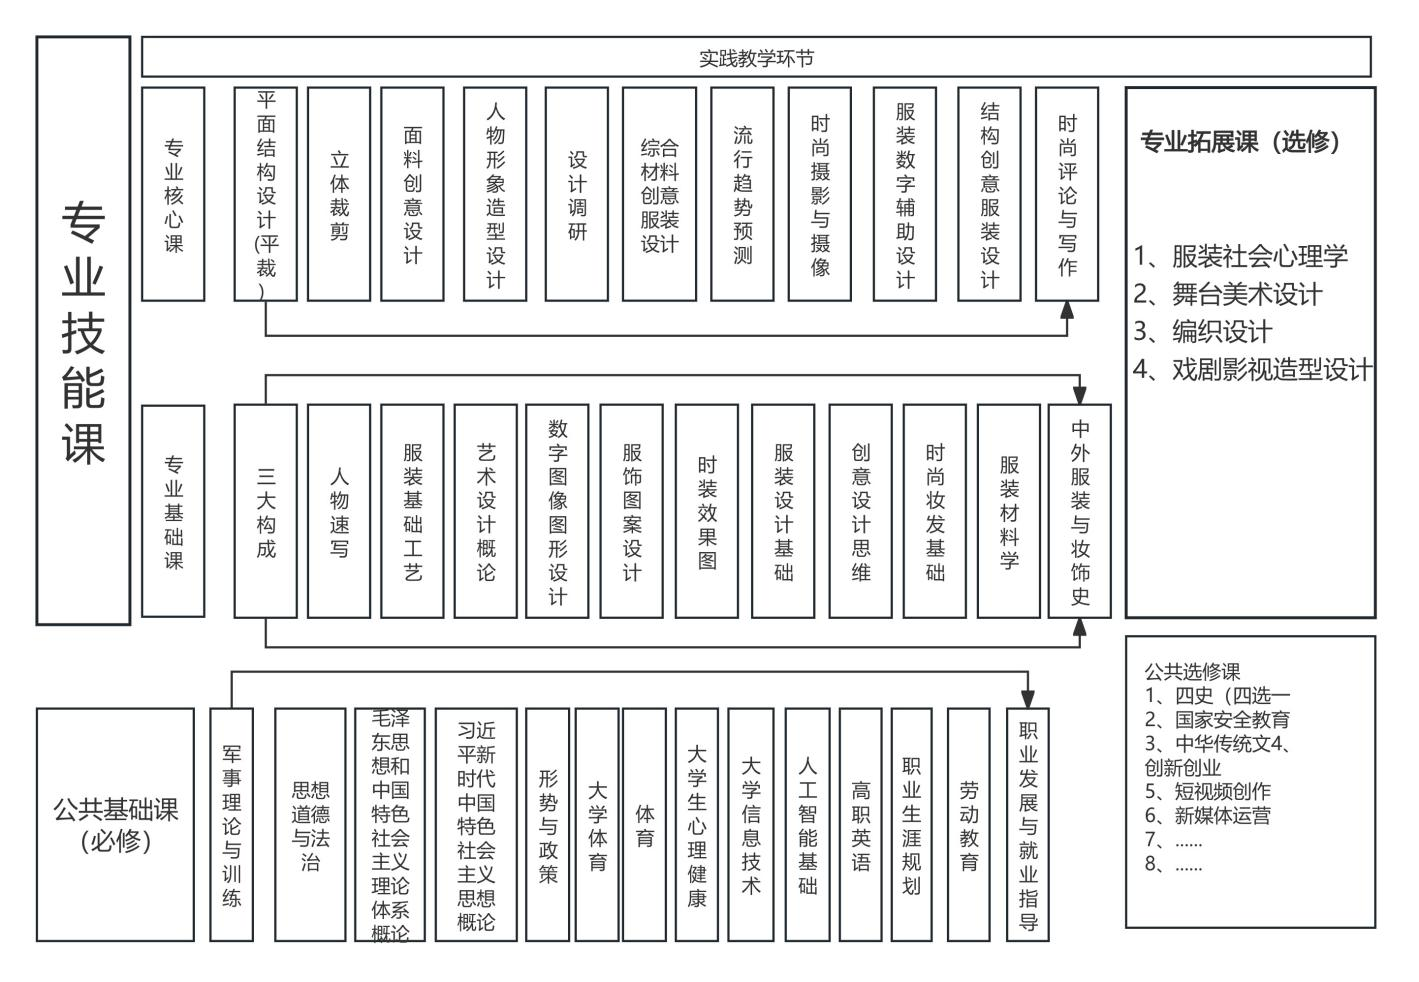 专业技能课
实践教学环节
专业核心课
平面结构设计(平裁)
立体裁剪
面料创意设计
人物形象造型设计
设计调研
综合
材料
创意
服装
设计
流行趋势预测
时尚摄影与摄像
服装数字辅助设计
结构创意服装设计
时尚评论与写作
专业拓展课（选修）
1、服装社会心理学
2、舞台美术设计
3、编织设计
4、戏剧影视造型设计
专业基础课
三大构成
人物速写
服装基础工艺
艺术设计概论
数字图像图形设计
服饰图案设计
时装效果图
服装设计基础
创意设计思维
时尚妆发基础
服装材料学
中外服装与妆饰史
公共基础课
（必修）
军事理论与训练
思想
道德
与法
治
毛泽
东思
想和
中国
特色
社会
主义
理论
体系
概论
习近
平新
时代
中国
特色
社会
主义
思想
概论
形势与政策
大学体育
体育
大学生心理健康
大学信息技术
人工智能基础
高职英语
职业生涯规划
劳动教育
职业发展与就业指导
公共选修课
1、四史（四选一
2、国家安全教育
3、中华传统文4、
创新创业
5、短视频创作
6、新媒体运营
7、......
8、......